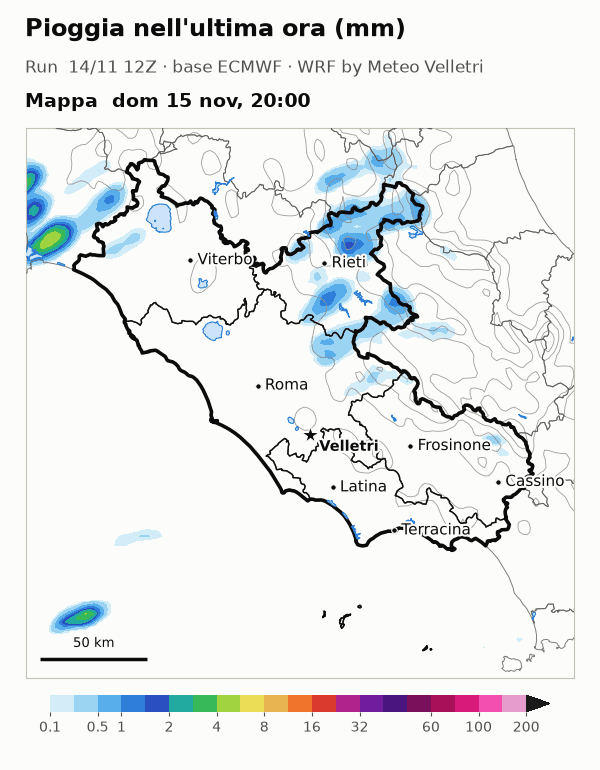 Pioggia nell'ultima ora (mm)
Run  14/11 12Z · base ECMWF · WRF by Meteo Velletri
Mappa  dom 15 nov, 20:00
Viterbo
Rieti
Roma
Velletri
Frosinone
Latina
Cassino
Terracina
50 km
0.1 0.5 1 2 4 8 16 32 60 100 200